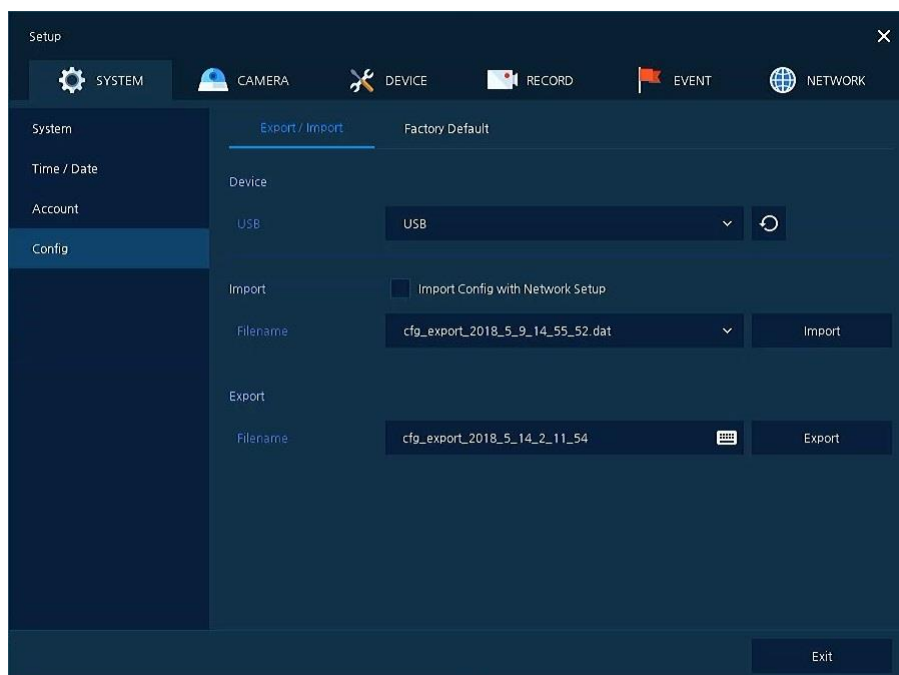 Setup
SYSTEM CAMERA DEVICE RECORD EVENT NETWORK
System
Time / Date
Account
Config
Export / Import Factory Default
Device
USB USB
Import Import Config with Network Setup
Filename cfg_export_2018_5_9_14_55_52.dat Import
Export
Filename cfg_export_2018_5_14_2_11_54 Export
Exit